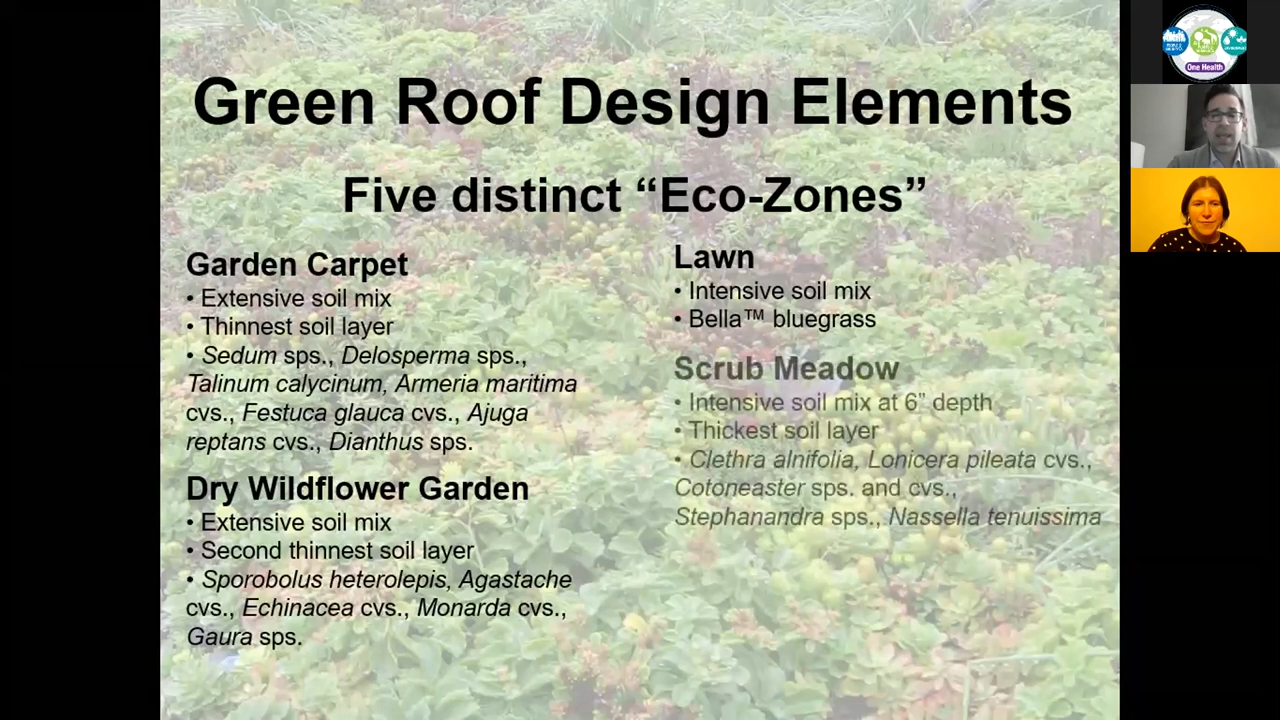 Green Roof Design Elements
Five distinct “Eco-Zones”
Garden Carpet
• Extensive soil mix
• Thinnest soil layer
• Sedum sps., Delosperma sps.,
Talinum calycinum, Armeria maritima
cvs., Festuca glauca cvs., Ajuga
reptans cvs., Dianthus sps.
Dry Wildflower Garden
• Extensive soil mix
• Second thinnest soil layer
• Sporobolus heterolepis, Agastache
cvs., Echinacea cvs., Monarda cvs.,
Gaura sps.
Lawn
• Intensive soil mix
• Bella™ bluegrass
Scrub Meadow
• Intensive soil mix at 6” depth
• Thickest soil layer
• Clethra alnifolia, Lonicera pileata cvs.,
Cotoneaster sps. and cvs.,
Stephanandra sps., Nassella tenuissima
One Health